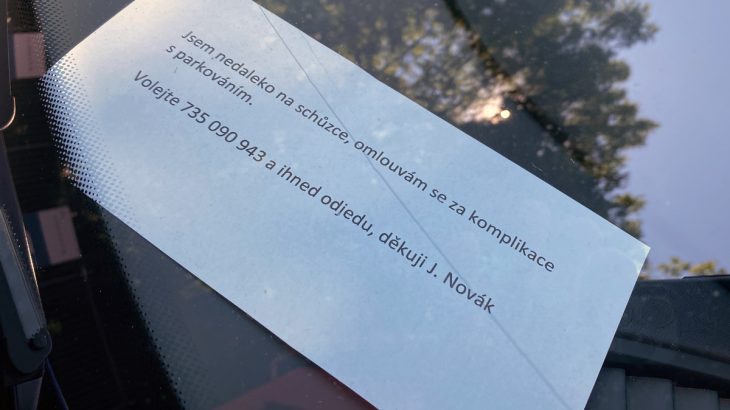 Jsem nedaleko na schůzce, omlouvám se za komplikace
s parkováním.
Volejte 735 090 943 a ihned odjedu, děkuji J. Novák